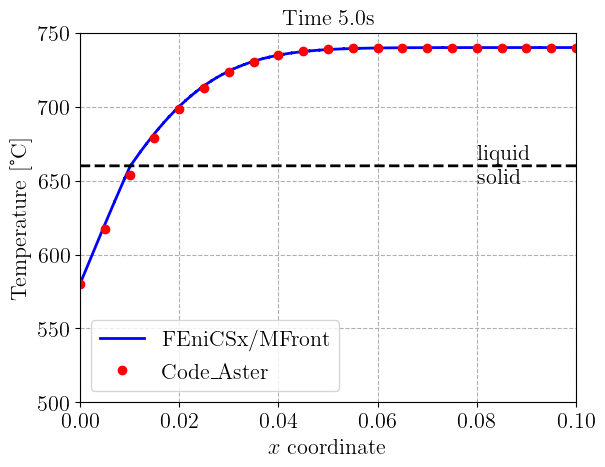 Time 5.0s
750
700
650
600
550
500
Temperature [°C]
liquid
solid
FEniCSx/MFront
Code_Aster
0.00 0.02 0.04 0.06 0.08 0.10
x coordinate